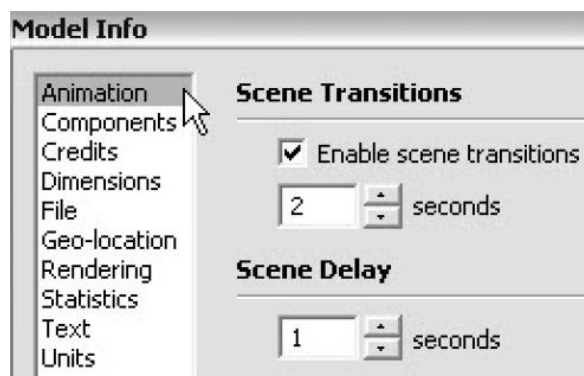 Model Info
Animation
Components
Credits
Dimensions
File
Geo-location
Rendering
Statistics
Text
Units
Scene Transitions
Enable scene transitions
2 seconds
Scene Delay
1 seconds